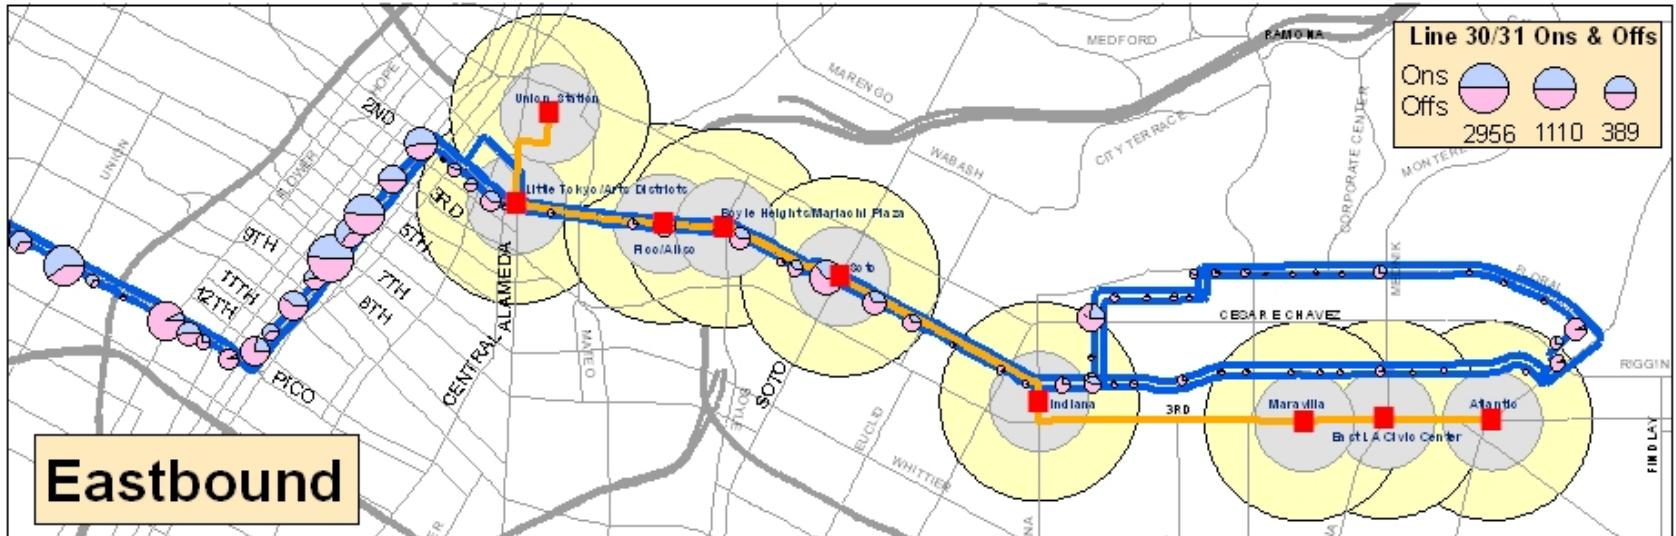 Line 30/31 Ons & Offs
Ons
Offs
2956 1110 389
RAMONA
MEDFORD
MARENGO
CITY TERRACE
CORPORATE CENTER
WABASH
HOPE
2ND
UNION
FLOWER
3RD
5TH
9TH
11TH
12TH
7TH
8TH
PICO
Union Station
Little Tokyo/Arts Districts
Pico/Aliso
Boyle Heights/Mariachi Plaza
Soto
ALAMEDA
CENTRAL
MATEO
SOTO
BOYLE
EUCLID
WHITTIER
MEDNIK
FLORAL
CESAR E CHAVEZ
RIGGIN
Indiana
3RD
Maravilla
East LA Civic Center
Atlantic
FINDLAY
Eastbound